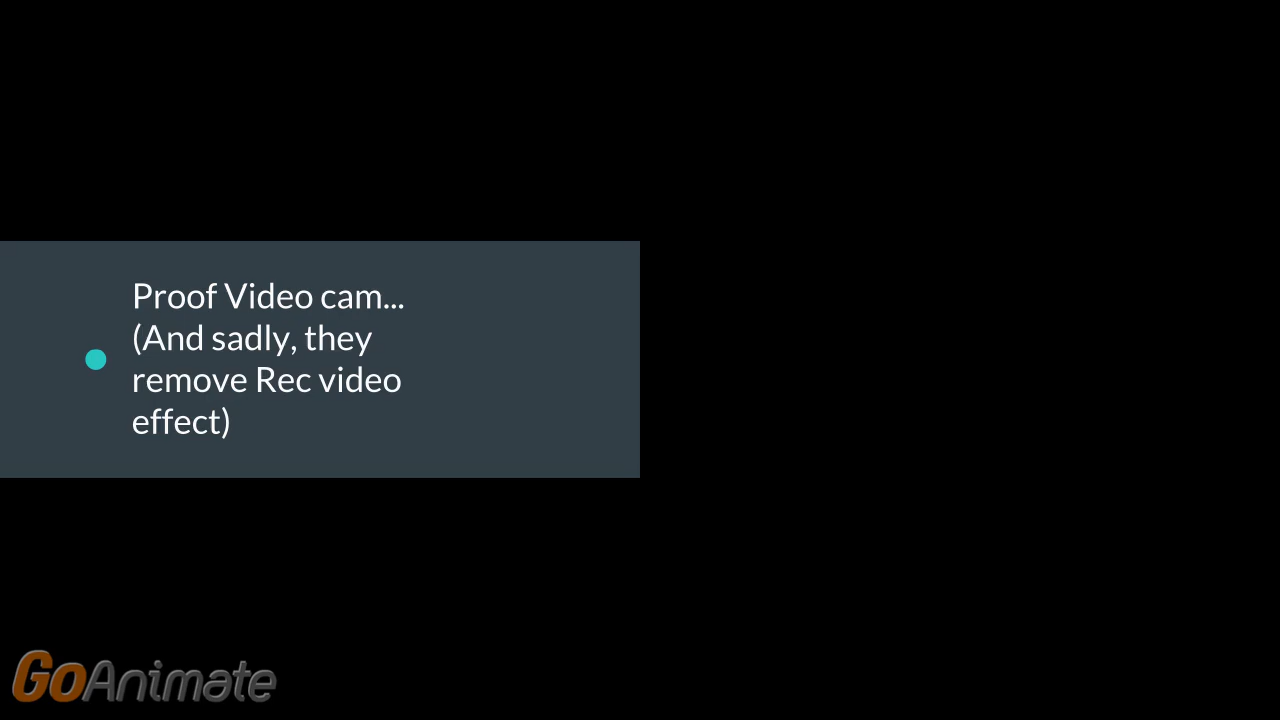 Proof Video cam...
(And sadly, they
remove Rec video
effect)
GoAnimate